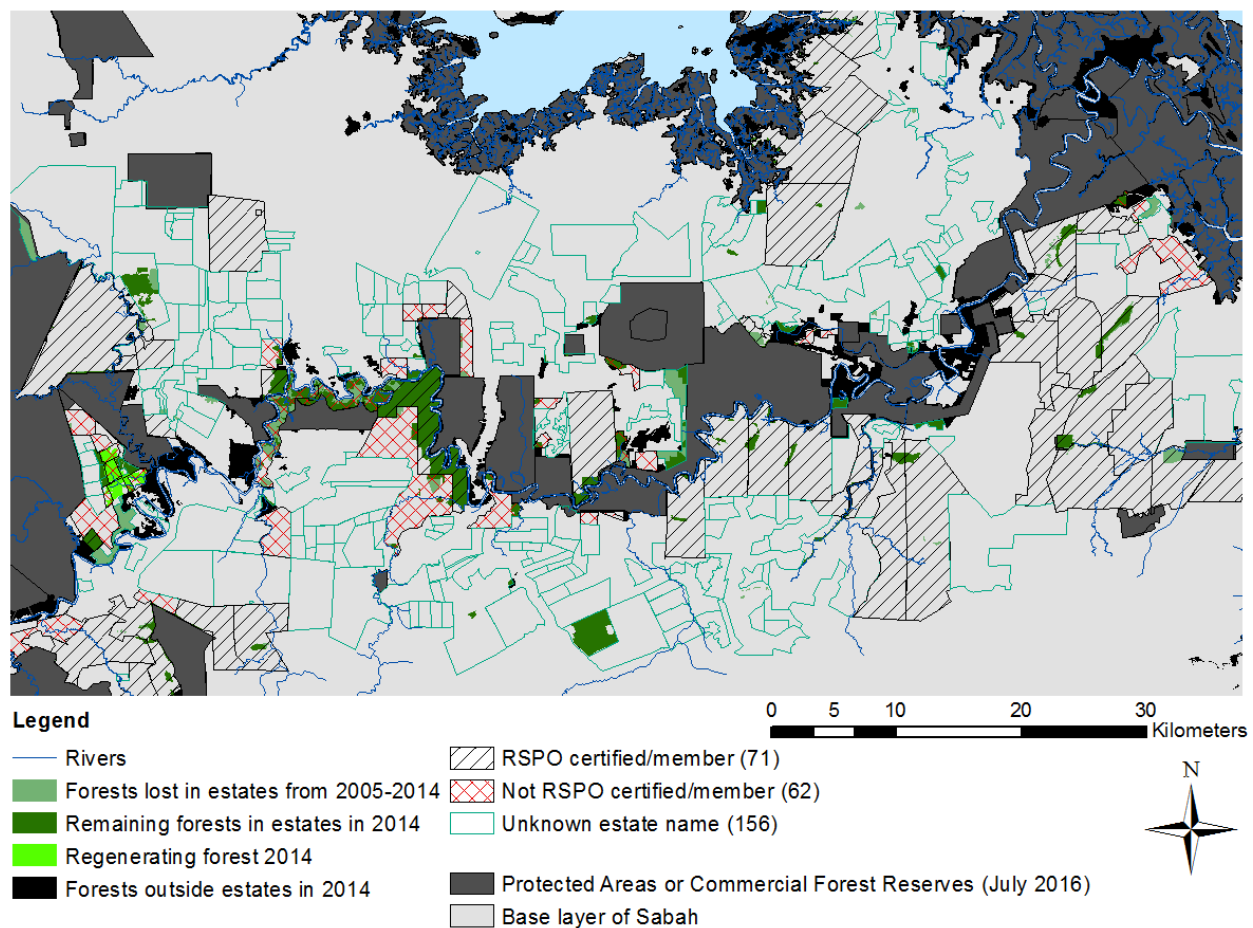 Legend
Rivers
Forests lost in estates from 2005-2014
Remaining forests in estates in 2014
Regenerating forest 2014
Forests outside estates in 2014
RSPO certified/member (71)
Not RSPO certified/member (62)
Unknown estate name (156)
Protected Areas or Commercial Forest Reserves (July 2016)
Base layer of Sabah
0 5 10 20 30
Kilometers
N